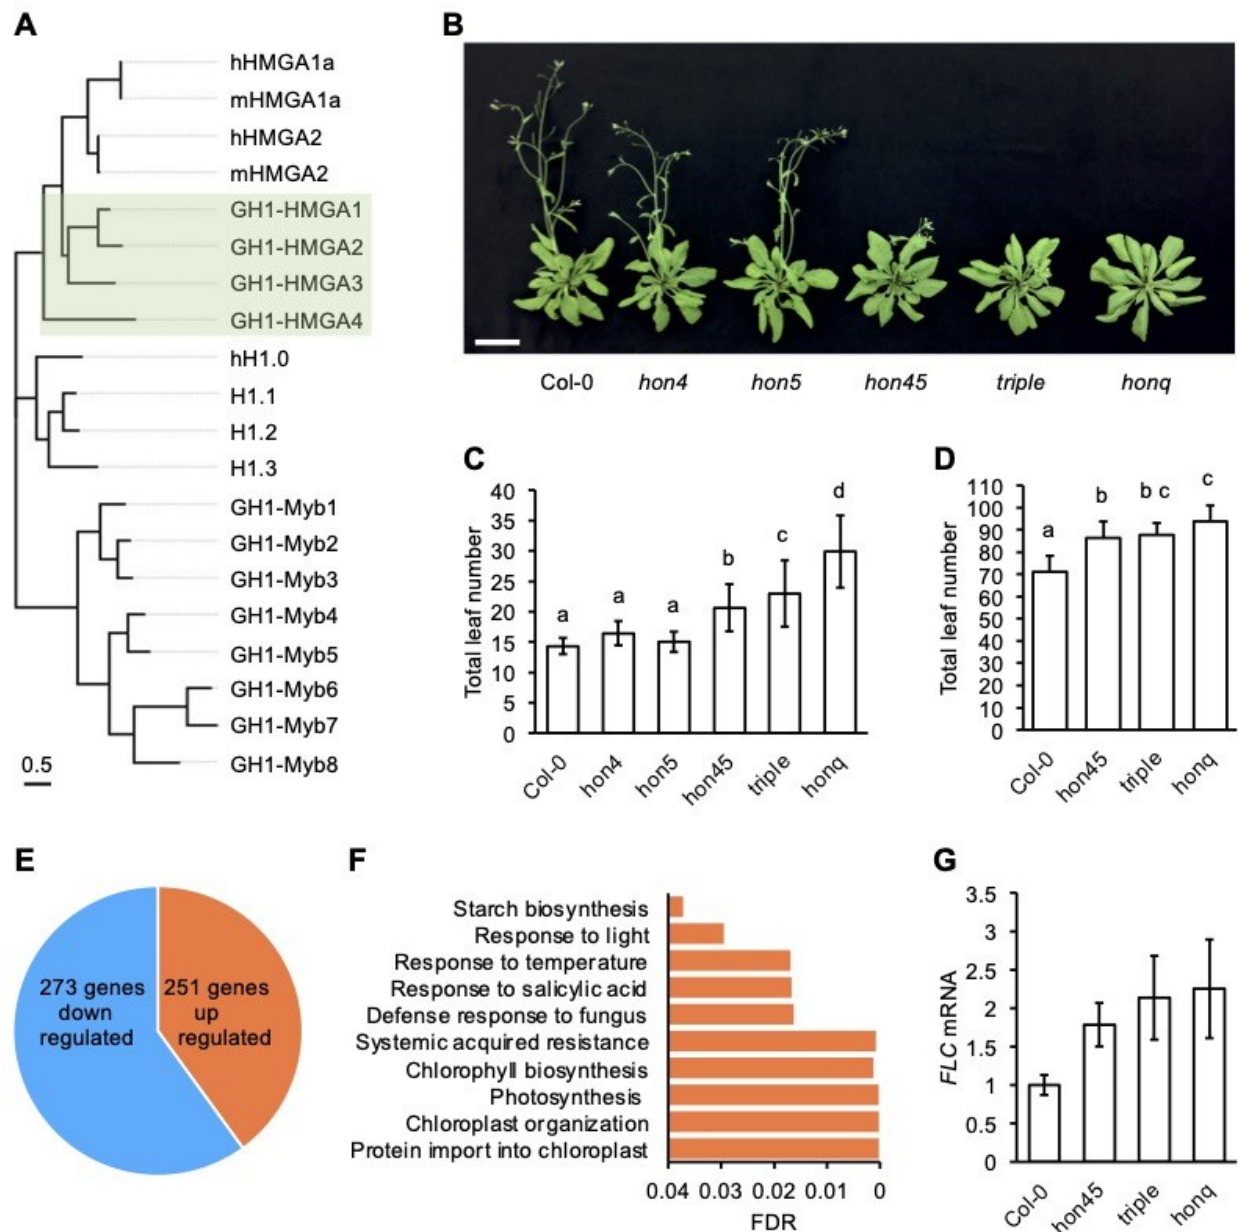 A
hHMGA1a
mHMGA1a
hHMGA2
mHMGA2
GH1-HMGA1
GH1-HMGA2
GH1-HMGA3
GH1-HMGA4
hH1.0
H1.1
H1.2
H1.3
GH1-Myb1
GH1-Myb2
GH1-Myb3
GH1-Myb4
GH1-Myb5
GH1-Myb6
GH1-Myb7
GH1-Myb8
0.5
B
Col-0 hon4 hon5 hon45 triple honq
C
Total leaf number
40
35
30
25
20
15
10
5
0
a a a b c d
Col-0 hon4 hon5 hon45 triple honq
D
Total leaf number
110
100
90
80
70
60
50
40
30
20
10
0
a b b c c
Col-0 hon45 triple honq
E
273 genes
down
regulated
251 genes
up
regulated
F
Starch biosynthesis
Response to light
Response to temperature
Response to salicylic acid
Defense response to fungus
Systemic acquired resistance
Chlorophyll biosynthesis
Photosynthesis
Chloroplast organization
Protein import into chloroplast
0.04 0.03 0.02 0.01 0
FDR
G
FLC mRNA
3.5
3
2.5
2
1.5
1
0.5
0
Col-0 hon45 triple honq